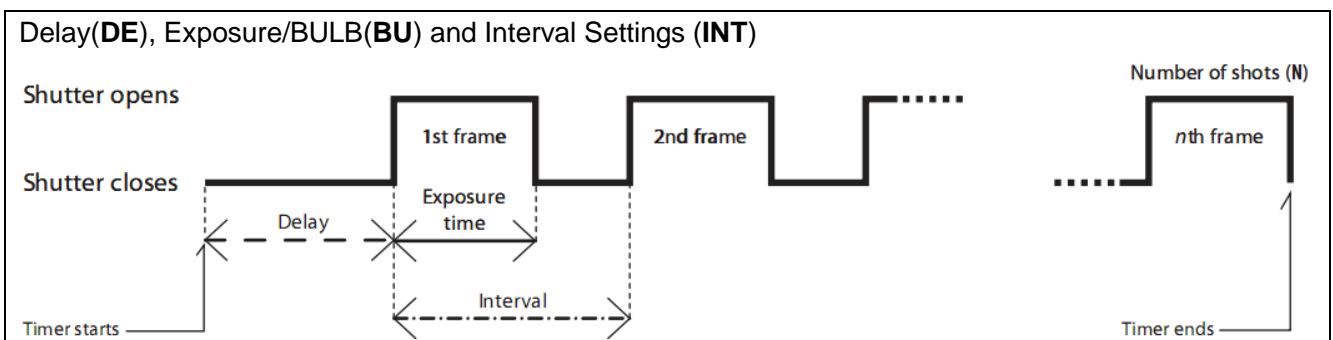 Delay(DE), Exposure/BULB(BU) and Interval Settings (INT)
Number of shots (N)
Shutter opens
1st frame
2nd frame
nth frame
Shutter closes
Exposure
time
Delay
Interval
Timer starts
Timer ends